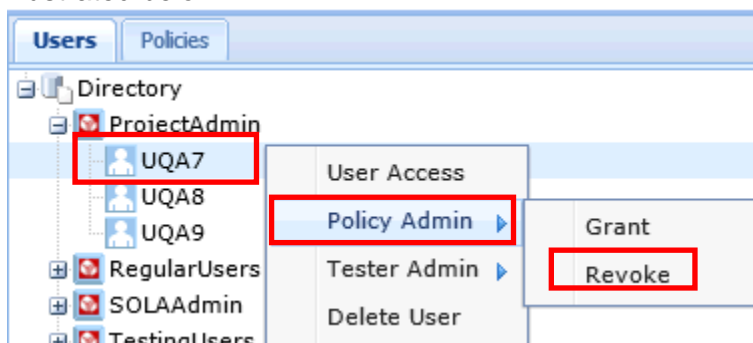 Users Policies
Directory
ProjectAdmin
UQA7
User Access
UQA8
Policy Admin
Grant
UQA9
RegularUsers
Tester Admin
Revoke
SOLAAdmin
Delete User
TestingUsers